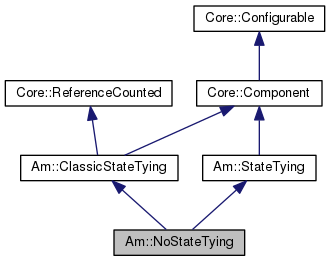 Core::Configurable
Core::ReferenceCounted
Core::Component
Am::ClassicStateTying
Am::StateTying
Am::NoStateTying